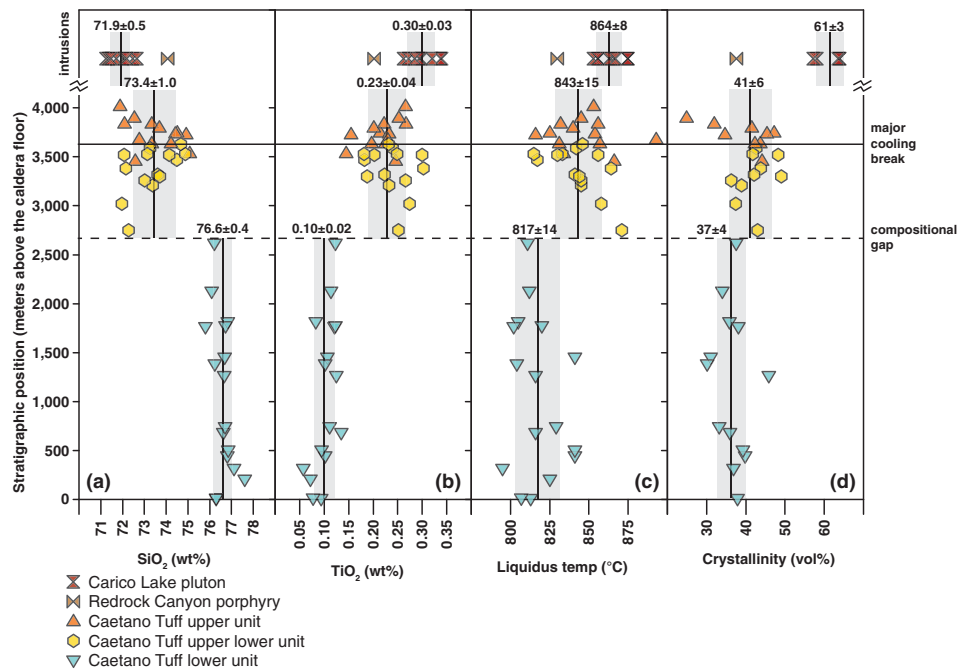 71.9±0.5
0.30±0.03
864±8
61±3
intrusions
73.4±1.0
0.23±0.04
843±15
41±6
4,000
major
cooling
break
3,500
3,000
compositional
gap
76.6±0.4
0.10±0.02
817±14
37±4
2,500
2,000
1,500
1,000
500
0
Stratigraphic position (meters above the caldera floor)
(a)
(b)
(c)
(d)
71
72
73
74
75
76
77
78
0.05
0.10
0.15
0.20
0.25
0.30
0.35
800
825
850
875
30
40
50
60
SiO₂ (wt%)
TiO₂ (wt%)
Liquidus temp (°C)
Crystallinity (vol%)
Carico Lake pluton
Redrock Canyon porphyry
Caetano Tuff upper unit
Caetano Tuff upper lower unit
Caetano Tuff lower unit